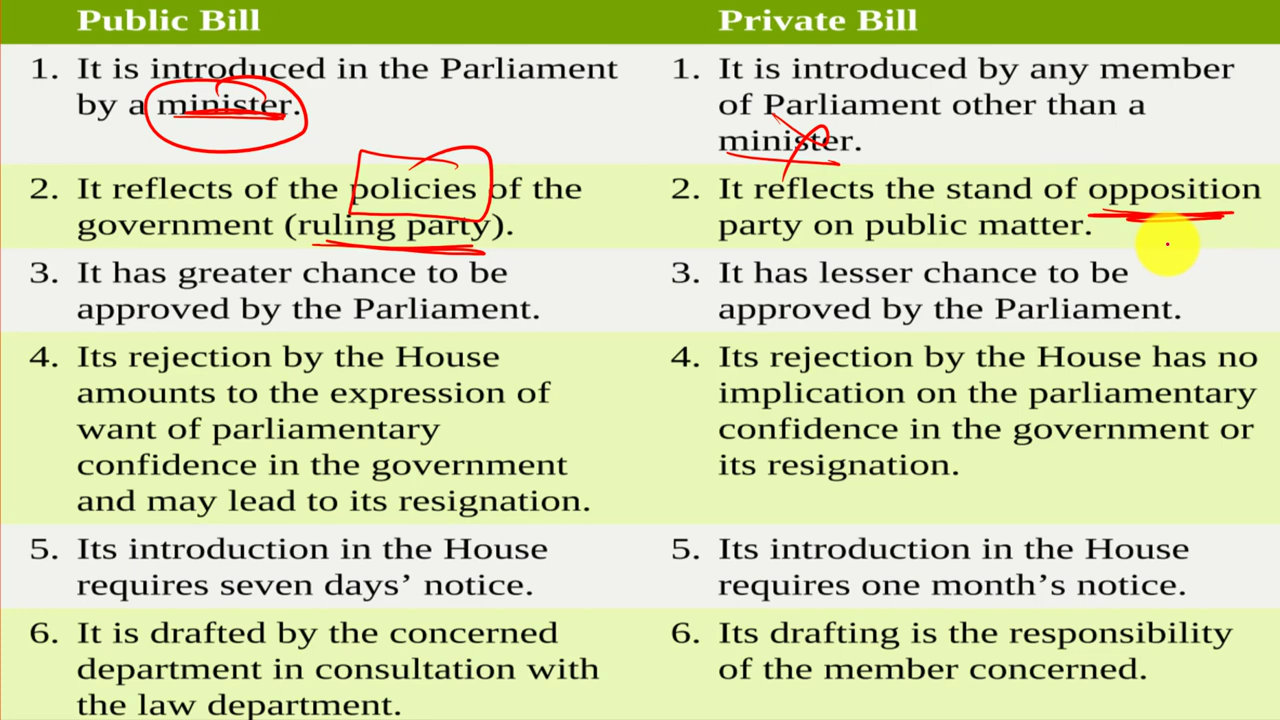 Public Bill
Private Bill
1. It is introduced in the Parliament
by a minister.
1. It is introduced by any member
of Parliament other than a
minister.
2. It reflects of the policies of the
government (ruling party).
2. It reflects the stand of opposition
party on public matter.
3. It has greater chance to be
approved by the Parliament.
3. It has lesser chance to be
approved by the Parliament.
4. Its rejection by the House
amounts to the expression of
want of parliamentary
confidence in the government
and may lead to its resignation.
4. Its rejection by the House has no
implication on the parliamentary
confidence in the government or
its resignation.
5. Its introduction in the House
requires seven days’ notice.
5. Its introduction in the House
requires one month’s notice.
6. It is drafted by the concerned
department in consultation with
the law department.
6. Its drafting is the responsibility
of the member concerned.